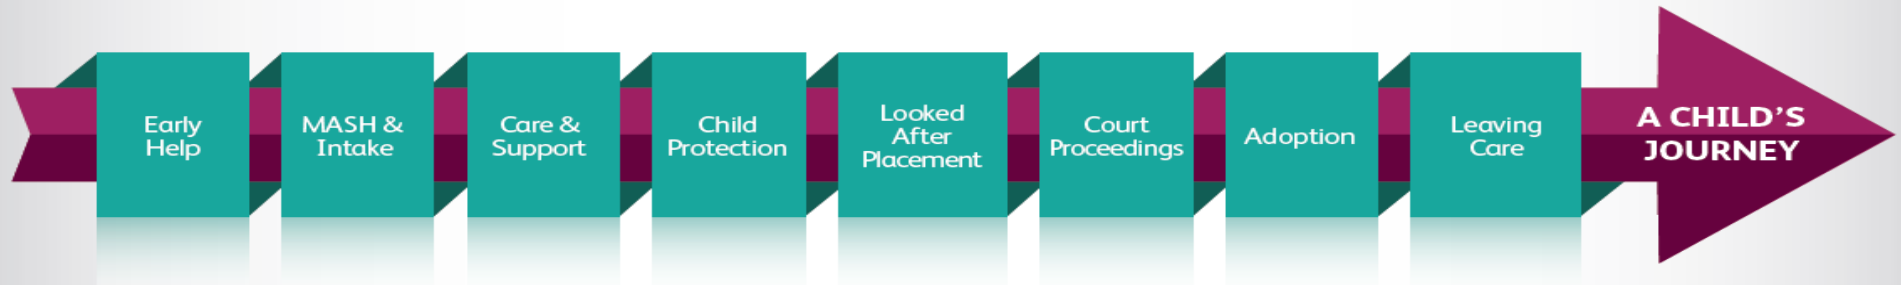 Early
Help
MASH &
Intake
Care &
Support
Child
Protection
Looked
After
Placement
Court
Proceedings
Adoption
Leaving
Care
A CHILD'S
JOURNEY